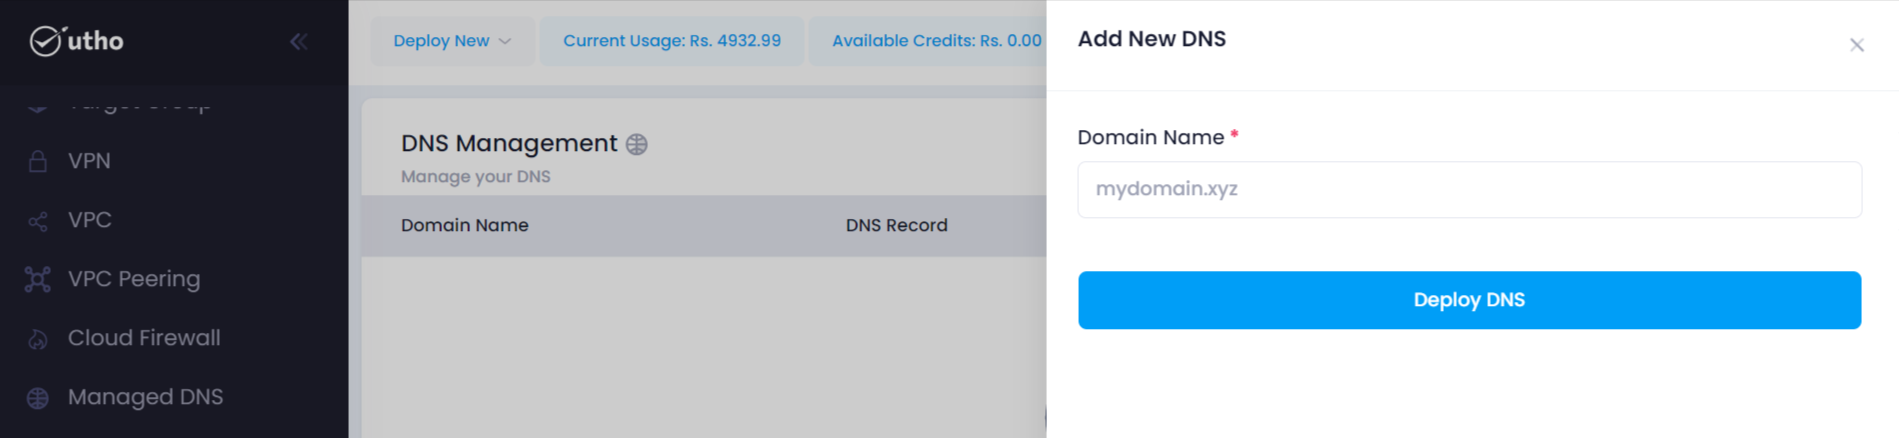 utho
Target Group
VPN
VPC
VPC Peering
Cloud Firewall
Managed DNS
Deploy New
Current Usage: Rs. 4932.99
Available Credits: Rs. 0.00
DNS Management
Manage your DNS
Domain Name
DNS Record
Add New DNS
Domain Name *
mydomain.xyz
Deploy DNS